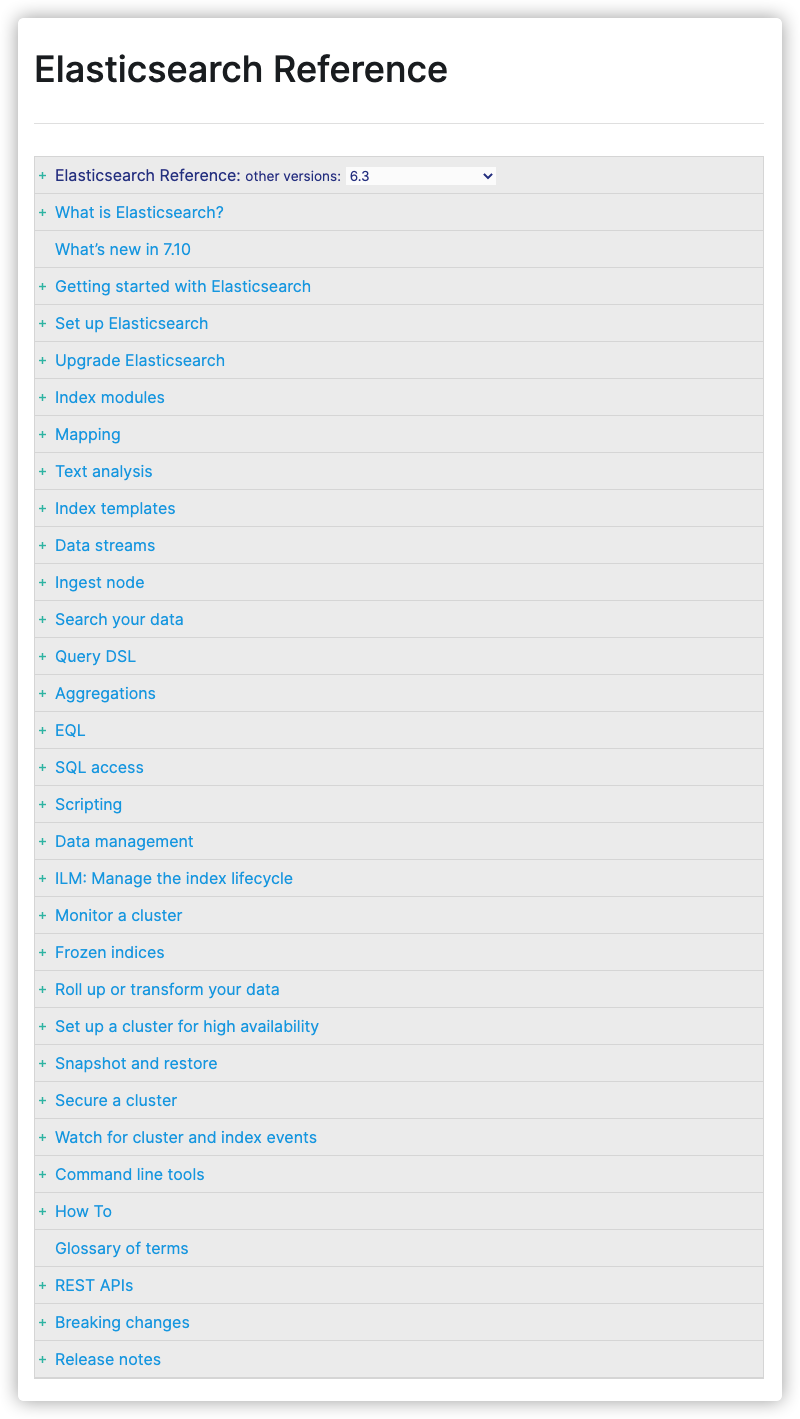 Elasticsearch Reference
+ Elasticsearch Reference: other versions: 6.3
+ What is Elasticsearch?
What’s new in 7.10
+ Getting started with Elasticsearch
+ Set up Elasticsearch
+ Upgrade Elasticsearch
+ Index modules
+ Mapping
+ Text analysis
+ Index templates
+ Data streams
+ Ingest node
+ Search your data
+ Query DSL
+ Aggregations
+ EQL
+ SQL access
+ Scripting
+ Data management
+ ILM: Manage the index lifecycle
+ Monitor a cluster
+ Frozen indices
+ Roll up or transform your data
+ Set up a cluster for high availability
+ Snapshot and restore
+ Secure a cluster
+ Watch for cluster and index events
+ Command line tools
+ How To
Glossary of terms
+ REST APIs
+ Breaking changes
+ Release notes